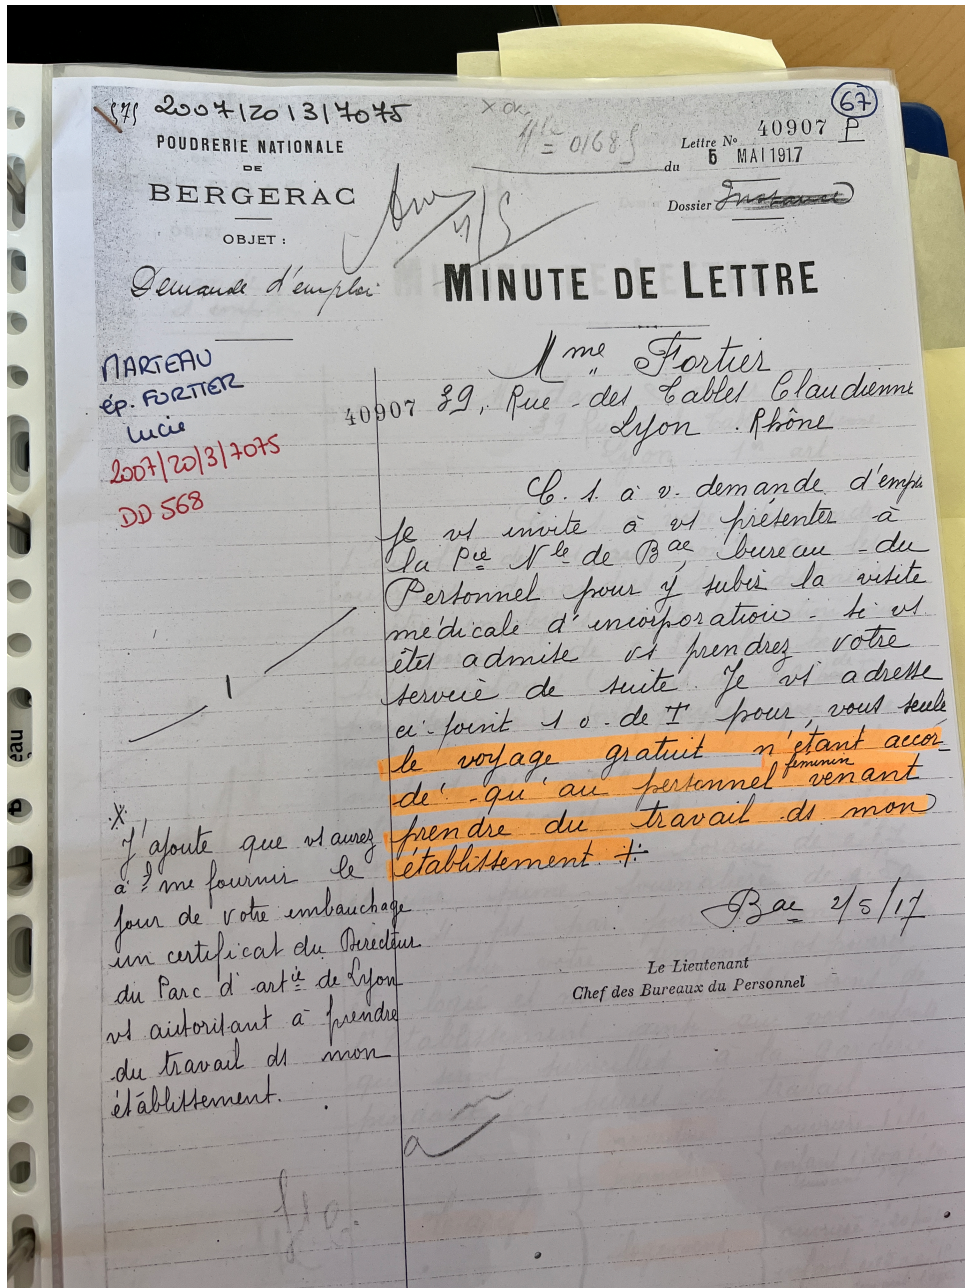 575 2007/20/3/7075
67
x ok
Mle = 0168
POUDRERIE NATIONALE
DE
BERGERAC
Lettre No 40907 P
du 5 MAI 1917
Dossier
OBJET :
Demande d'emploi
MINUTE DE LETTRE
MARTEAU
ép. FORTIER
Lucie
2007/20/3/7075
DD 568
Mme Fortier
40907 39, Rue des Tables Claudienne
Lyon. Rhône
C. s. à v. demande d'emploi
Je vs invite à vs présenter à
la Pie Nle de Bac, bureau du
Personnel pour y subir la visite
médicale d'incorporation - si vs
êtes admise vs prendrez votre
service de suite. Je vs adresse
ci-joint 1 o. de T pour, vous seule
le voyage gratuit n'étant accor-
dé qu'au personnel féminin venant
prendre du travail ds mon
établissement +
Bac 2/5/17
Le Lieutenant
Chef des Bureaux du Personnel
J'ajoute que vs aurez
à me fournir le
jour de votre embauchage
un certificat du Directeur
du Parc d'artie de Lyon
vs autorisant à prendre
du travail ds mon
établissement.